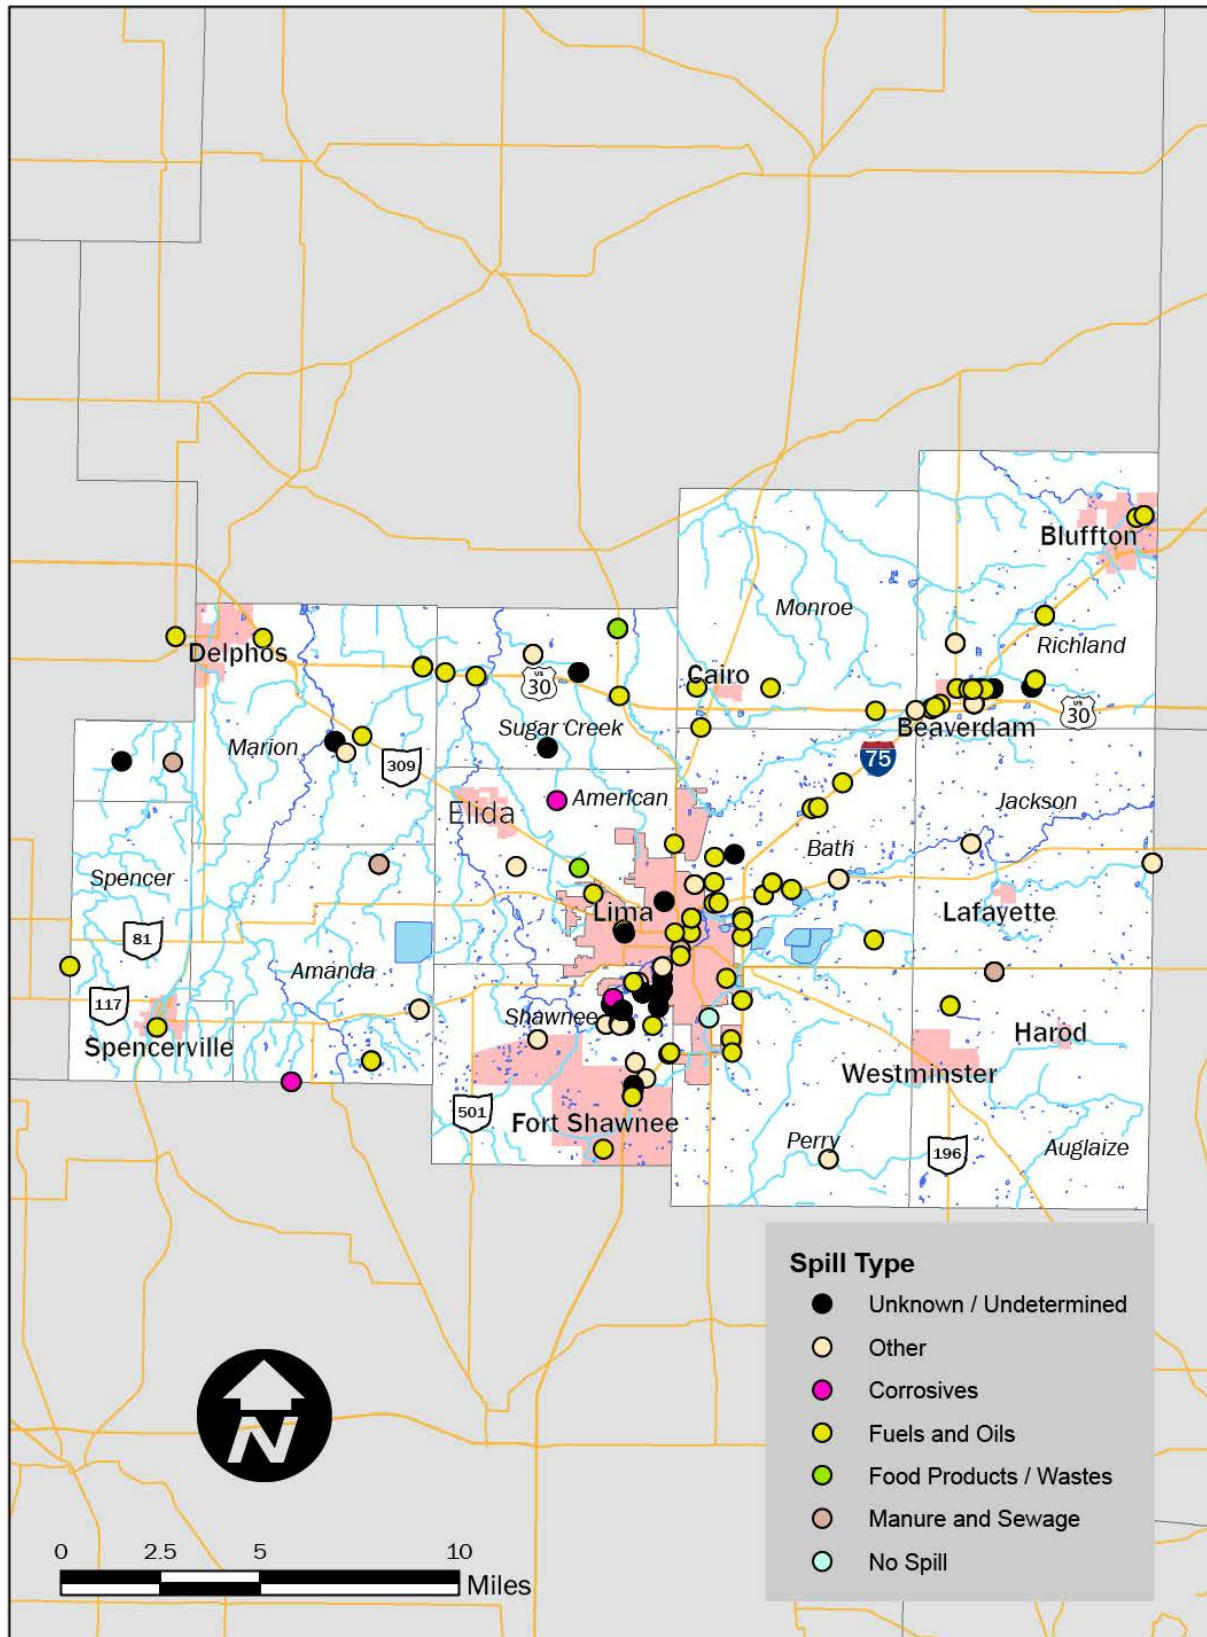 Bluffton
Monroe
Richland
Delphos
Cairo
US
30
Sugar Creek
Beaverdam
US
30
Marion
309
75
American
Jackson
Elida
Bath
Spencer
Lima
Lafayette
81
Amanda
117
Shawnee
Harod
Spencerville
Westminster
501
Fort Shawnee
Perry
196
Auglaize
Spill Type
Unknown / Undetermined
Other
Corrosives
Fuels and Oils
Food Products / Wastes
Manure and Sewage
No Spill
N
0 2.5 5 10
Miles